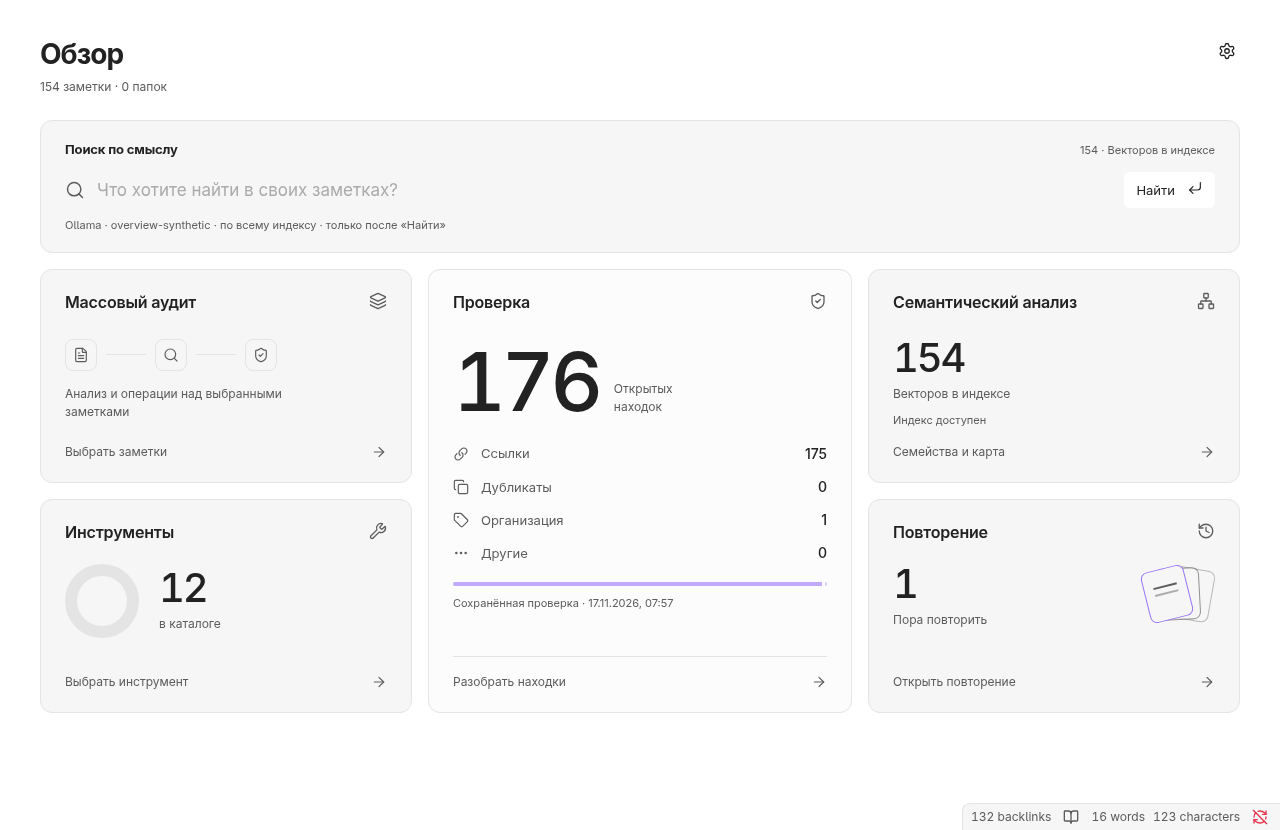 Обзор
154 заметки · 0 папок
Поиск по смыслу
154 · Векторов в индексе
Что хотите найти в своих заметках?
Найти
Ollama · overview-synthetic · по всему индексу · только после «Найти»
Массовый аудит
Анализ и операции над выбранными
заметками
Выбрать заметки
Проверка
176
Открытых
находок
Ссылки 175
Дубликаты 0
Организация 1
Другие 0
Сохранённая проверка · 17.11.2026, 07:57
Разобрать находки
Семантический анализ
154
Векторов в индексе
Индекс доступен
Семейства и карта
Инструменты
12
в каталоге
Выбрать инструмент
Повторение
1
Пора повторить
Открыть повторение
132 backlinks 16 words 123 characters